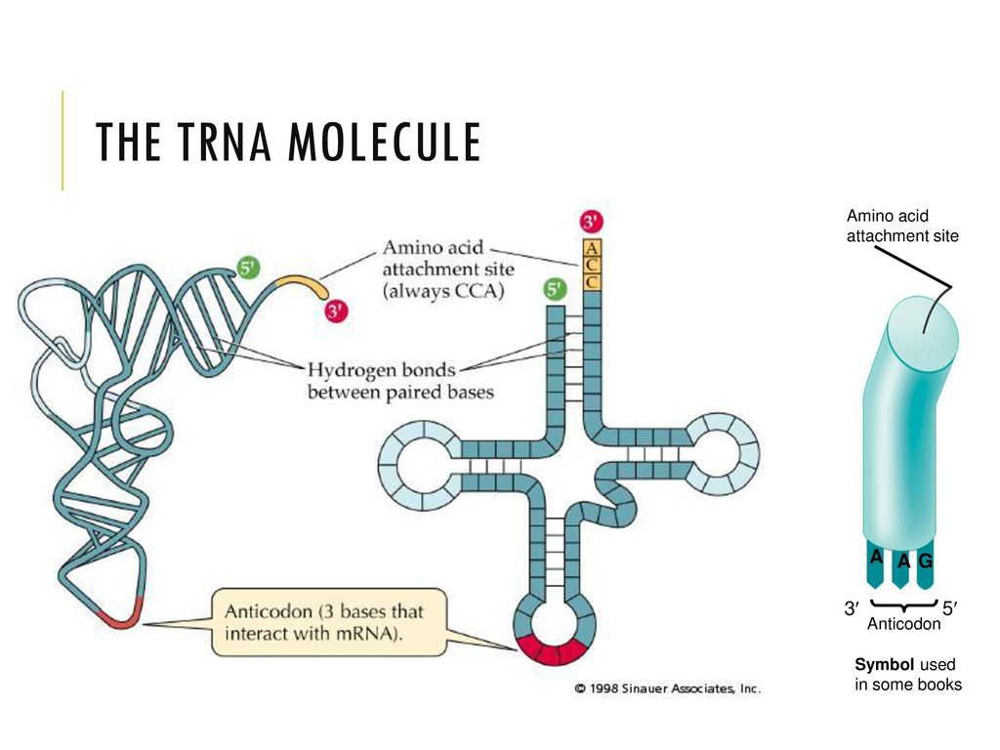 THE TRNA MOLECULE
Amino acid
attachment site
(always CCA)
5'
3'
Hydrogen bonds
between paired bases
3'
A
C
C
5'
Anticodon (3 bases that
interact with mRNA).
© 1998 Sinauer Associates, Inc.
Amino acid
attachment site
A A G
3′ 5′
Anticodon
Symbol used
in some books